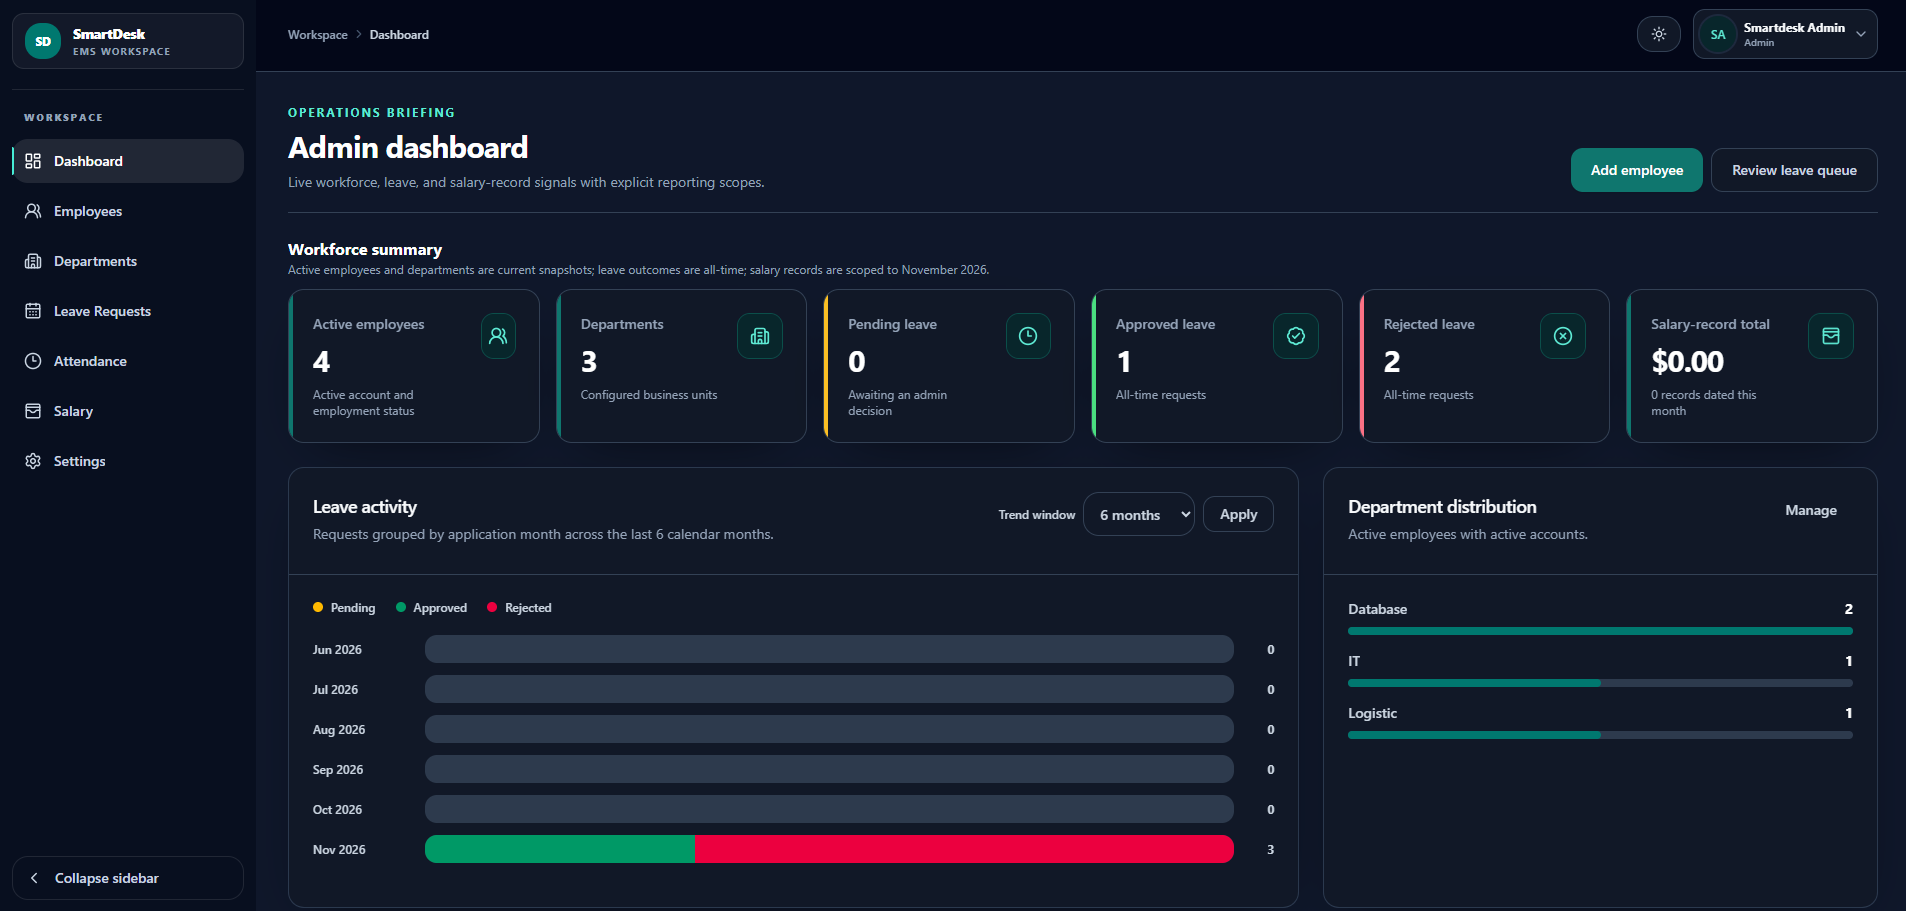 SD
SmartDesk
EMS WORKSPACE
WORKSPACE
Dashboard
Employees
Departments
Leave Requests
Attendance
Salary
Settings
Collapse sidebar
Workspace > Dashboard
SA
Smartdesk Admin
Admin
OPERATIONS BRIEFING
Admin dashboard
Live workforce, leave, and salary-record signals with explicit reporting scopes.
Add employee
Review leave queue
Workforce summary
Active employees and departments are current snapshots; leave outcomes are all-time; salary records are scoped to November 2026.
Active employees
4
Active account and
employment status
Departments
3
Configured business units
Pending leave
0
Awaiting an admin
decision
Approved leave
1
All-time requests
Rejected leave
2
All-time requests
Salary-record total
$0.00
0 records dated this
month
Leave activity
Requests grouped by application month across the last 6 calendar months.
Trend window
6 months
Apply
Pending
Approved
Rejected
Jun 2026 0
Jul 2026 0
Aug 2026 0
Sep 2026 0
Oct 2026 0
Nov 2026 3
Department distribution
Active employees with active accounts.
Manage
Database 2
IT 1
Logistic 1